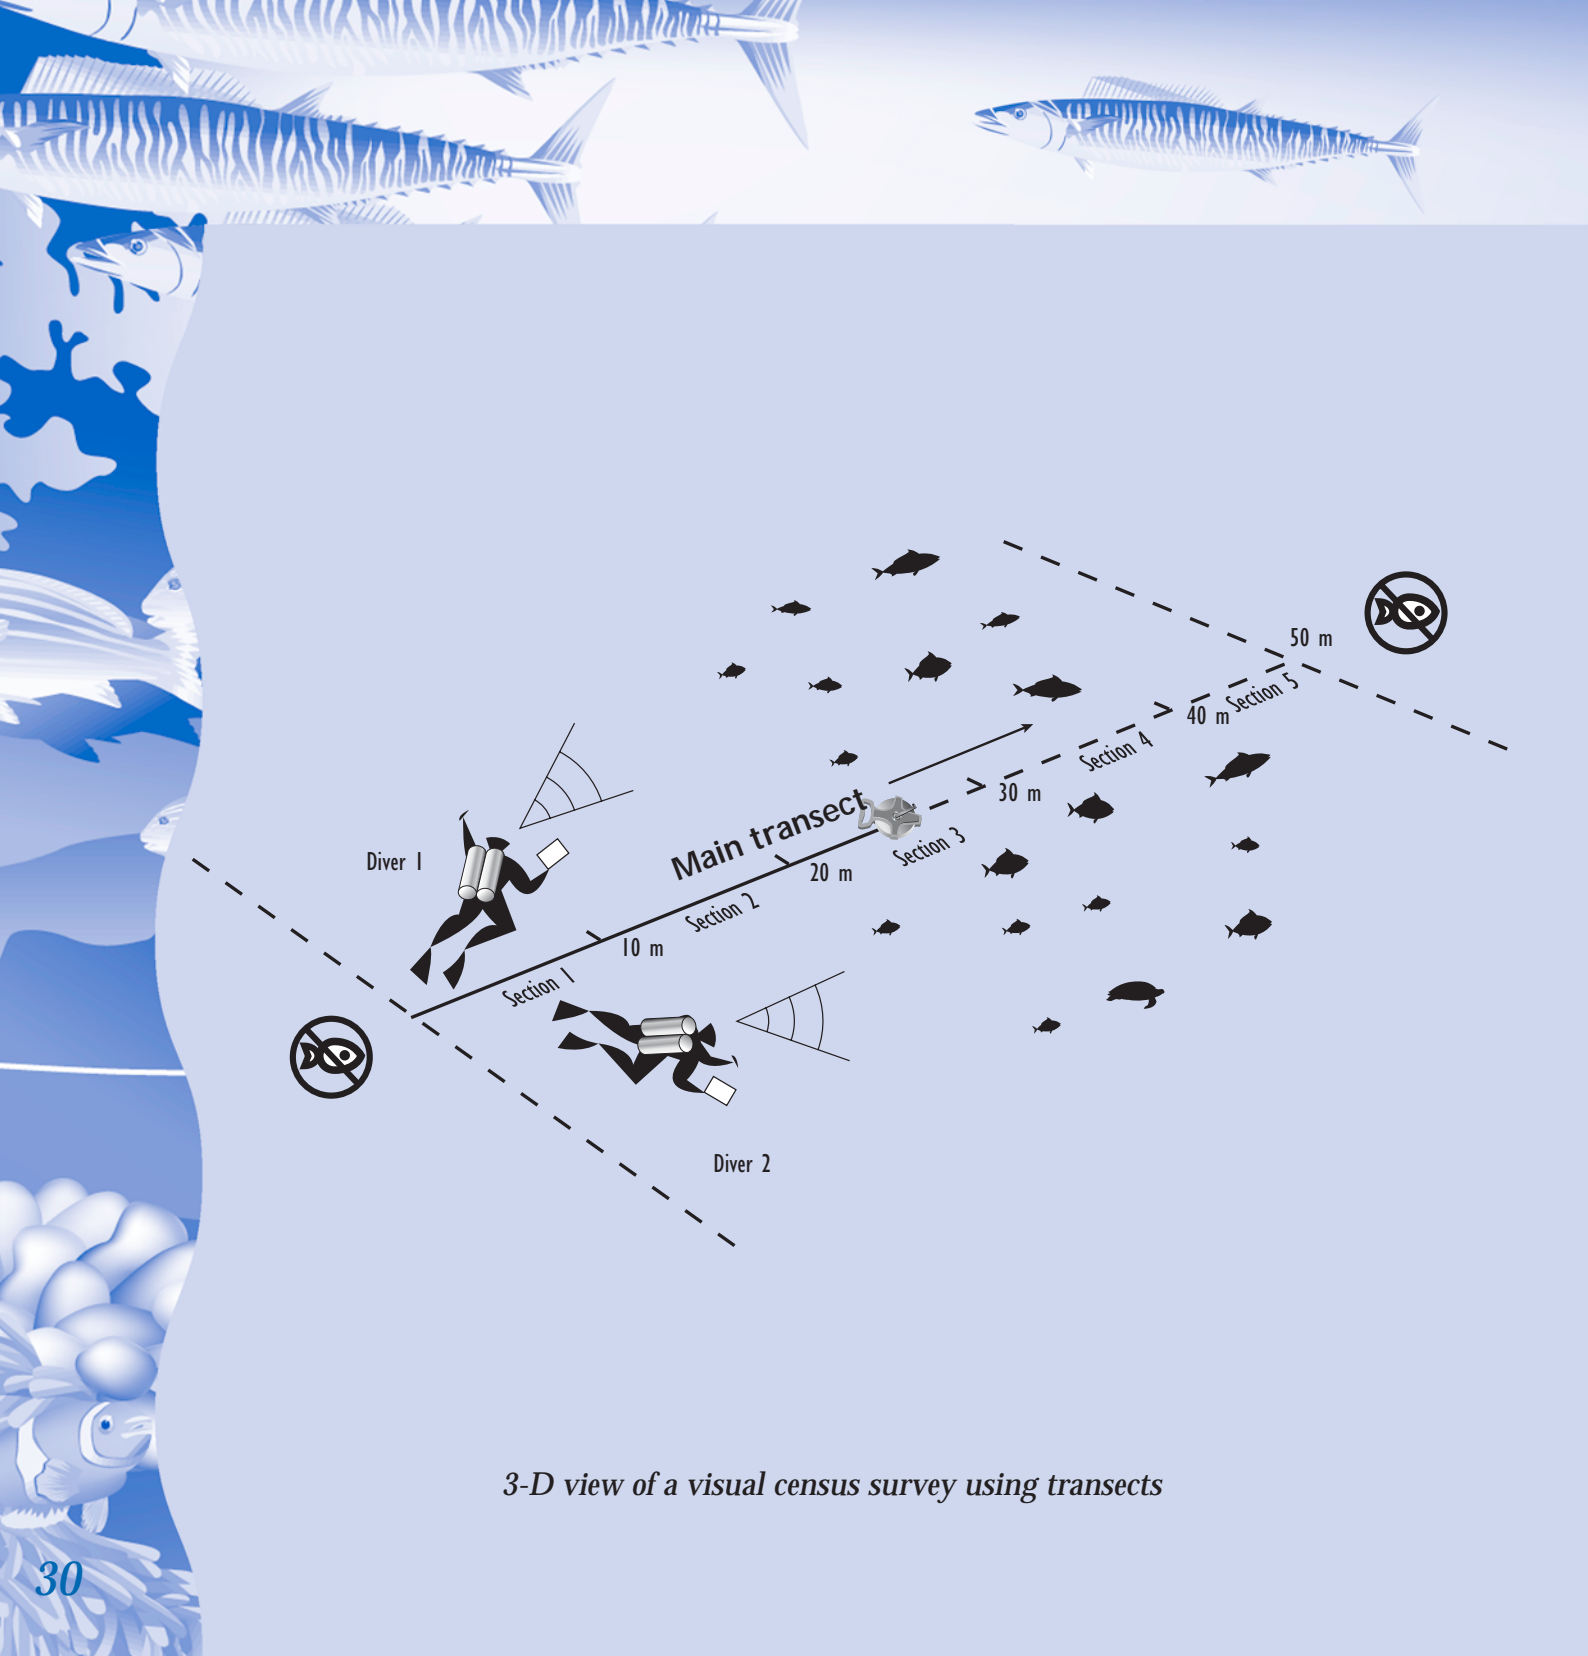 50 m
Section 5
40 m
Section 4
30 m
Main transect
Section 3
20 m
Diver 1
Section 2
10 m
Section 1
Diver 2
3-D view of a visual census survey using transects
30